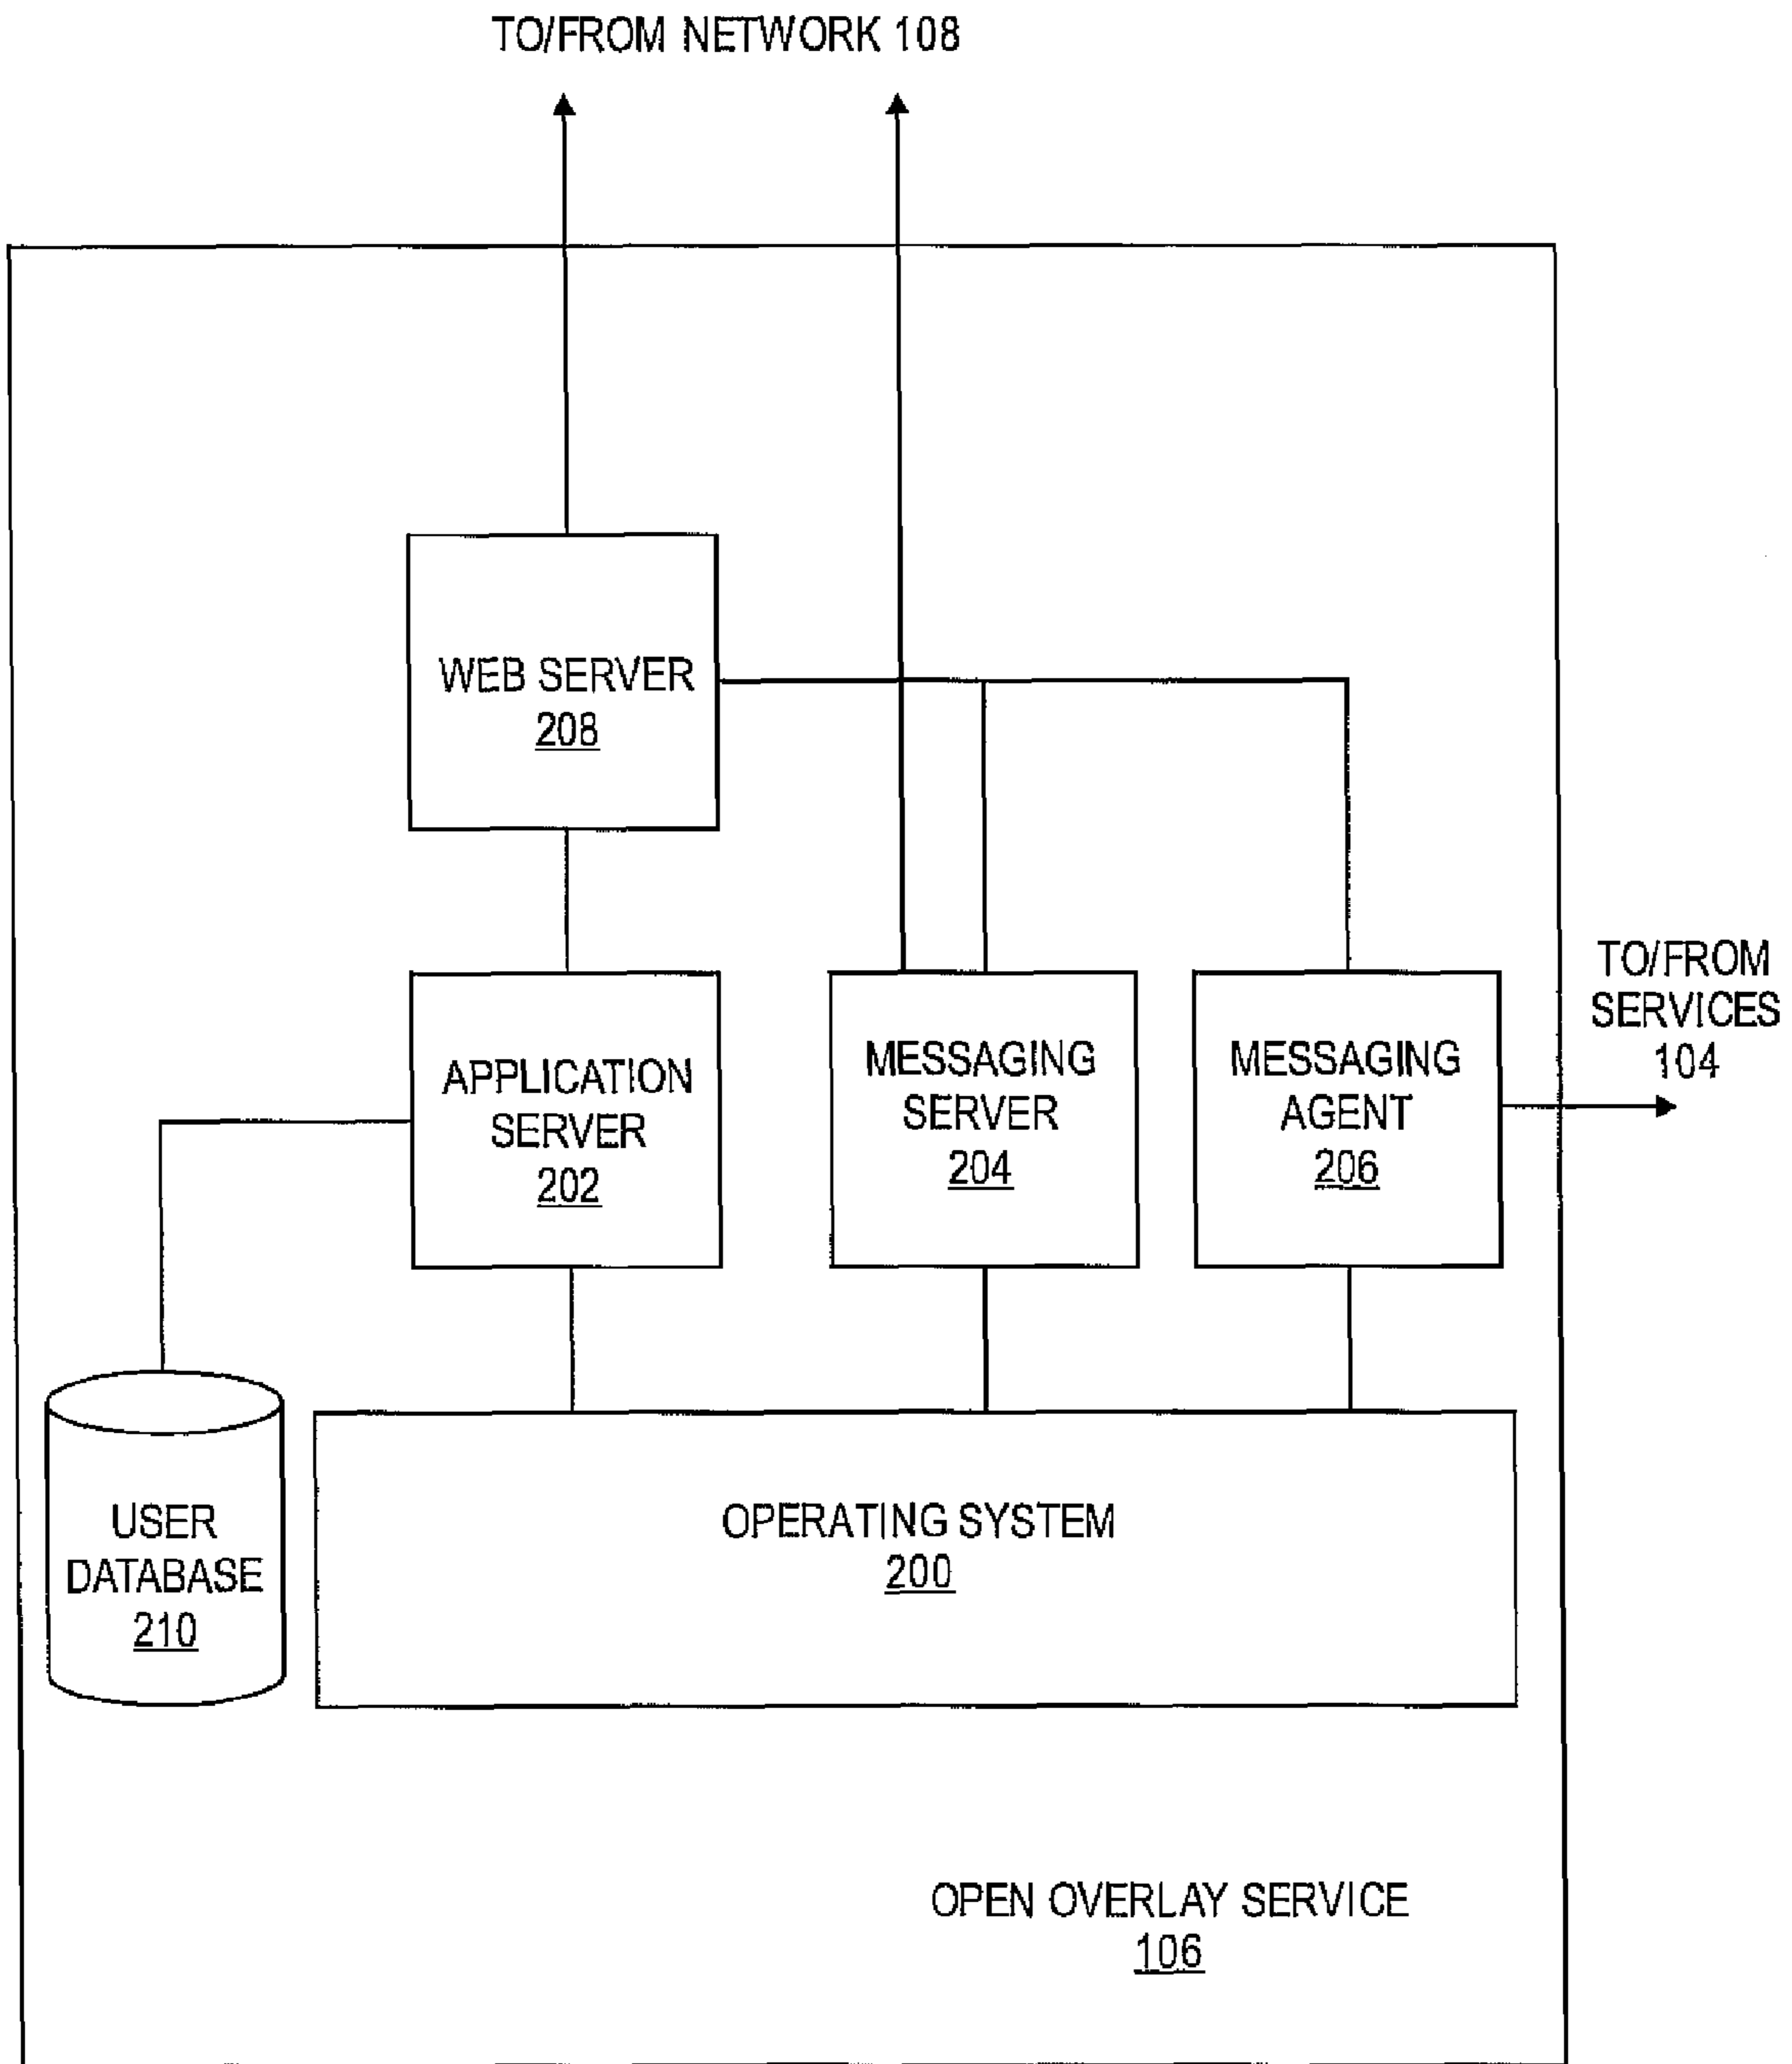 TO/FROM NETWORK 108
WEB SERVER
208
TO/FROM
SERVICES
104
APPLICATION
SERVER
202
MESSAGING
SERVER
204
MESSAGING
AGENT
206
USER
DATABASE
210
OPERATING SYSTEM
200
OPEN OVERLAY SERVICE
106